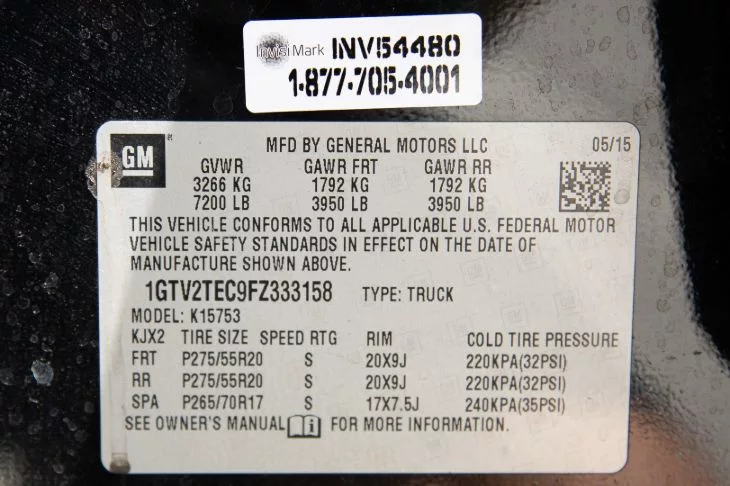 InvisiMark INV54480
1·877·705·4001
GM
MFD BY GENERAL MOTORS LLC 05/15
GVWR GAWR FRT GAWR RR
3266 KG 1792 KG 1792 KG
7200 LB 3950 LB 3950 LB
THIS VEHICLE CONFORMS TO ALL APPLICABLE U.S. FEDERAL MOTOR
VEHICLE SAFETY STANDARDS IN EFFECT ON THE DATE OF
MANUFACTURE SHOWN ABOVE.
1GTV2TEC9FZ333158 TYPE: TRUCK
MODEL: K15753
KJX2 TIRE SIZE SPEED RTG RIM COLD TIRE PRESSURE
FRT P275/55R20 S 20X9J 220KPA(32PSI)
RR P275/55R20 S 20X9J 220KPA(32PSI)
SPA P265/70R17 S 17X7.5J 240KPA(35PSI)
SEE OWNER'S MANUAL i FOR MORE INFORMATION.